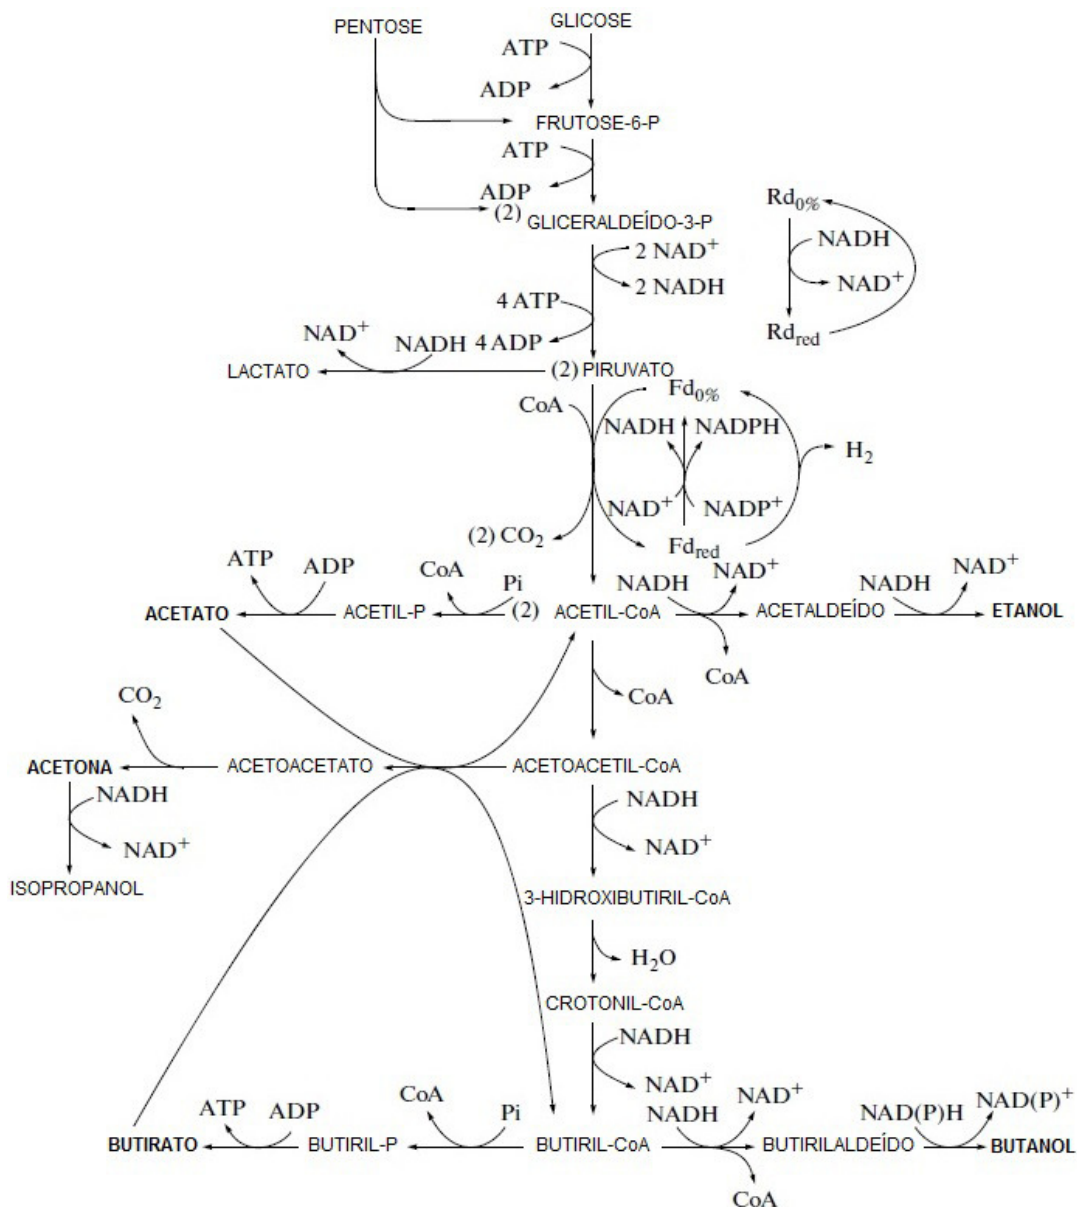 PENTOSE
GLICOSE
ATP
ADP
FRUTOSE-6-P
ATP
ADP
(2)
GLICERALDEÍDO-3-P
2 NAD+
2 NADH
4 ATP
4 ADP
Rd0%
NADH
NAD+
Rdred
NAD+
NADH
LACTATO
(2) PIRUVATO
CoA
Fd0%
NADH
NADPH
H2
NAD+
NADP+
(2) CO2
Fdred
ATP
ADP
CoA
Pi
NADH
NAD+
NADH
NAD+
ACETATO
ACETIL-P
(2)
ACETIL-CoA
ACETALDEÍDO
ETANOL
CoA
CoA
CO2
ACETONA
ACETOACETATO
ACETOACETIL-CoA
NADH
NAD+
NADH
NAD+
ISOPROPANOL
3-HIDROXIBUTIRIL-CoA
H2O
CROTONIL-CoA
NADH
NAD+
ATP
ADP
CoA
Pi
NADH
NAD+
NAD(P)H
NAD(P)+
BUTIRATO
BUTIRIL-P
BUTIRIL-CoA
BUTIRILALDEÍDO
BUTANOL
CoA